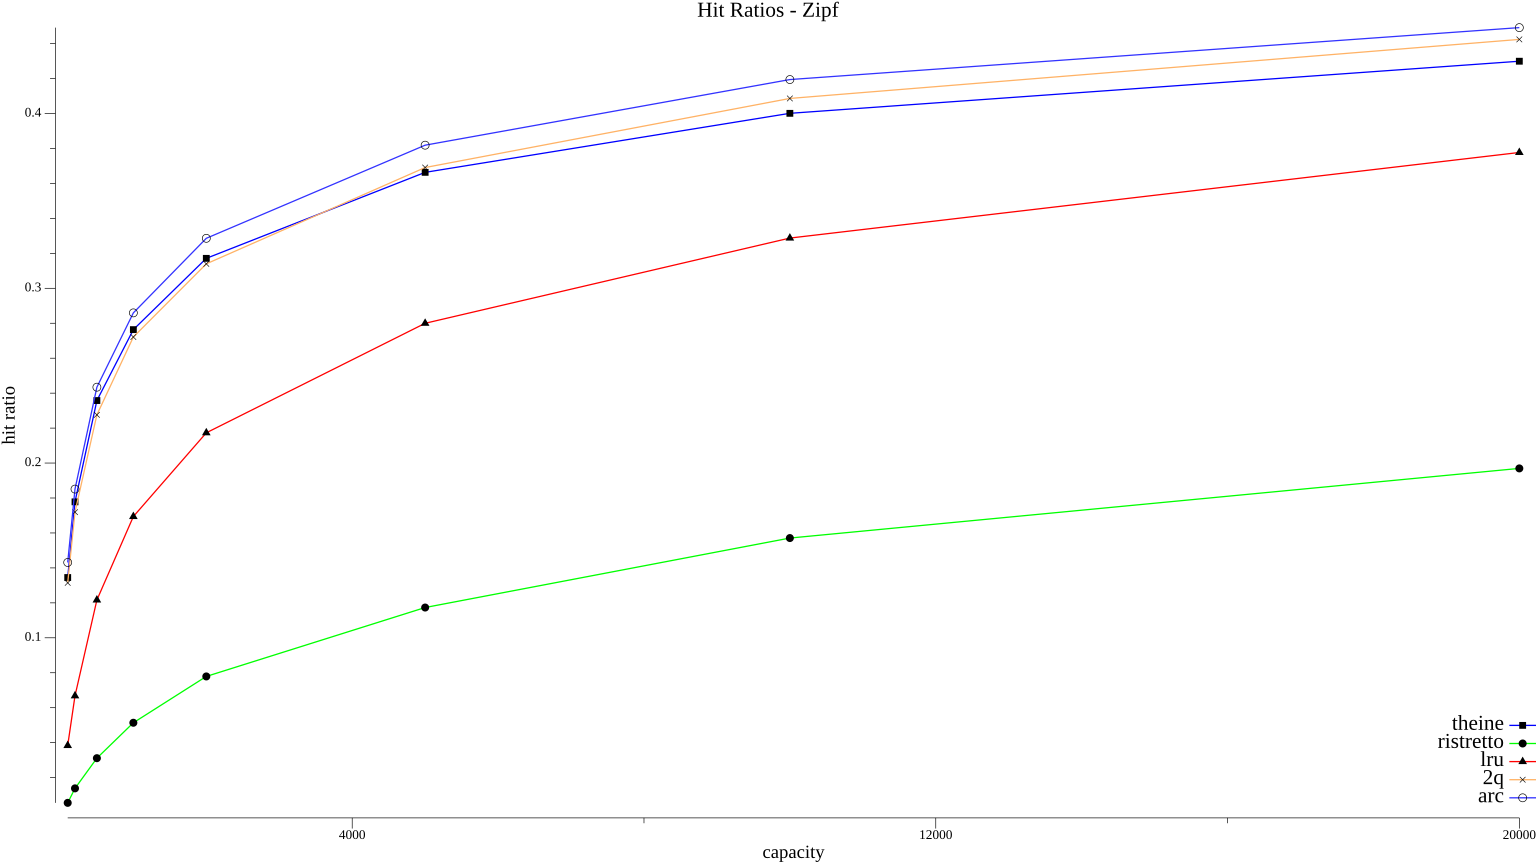 Hit Ratios - Zipf
0.4
0.3
0.2
0.1
hit ratio
theine
ristretto
lru
2q
arc
4000
12000
20000
capacity